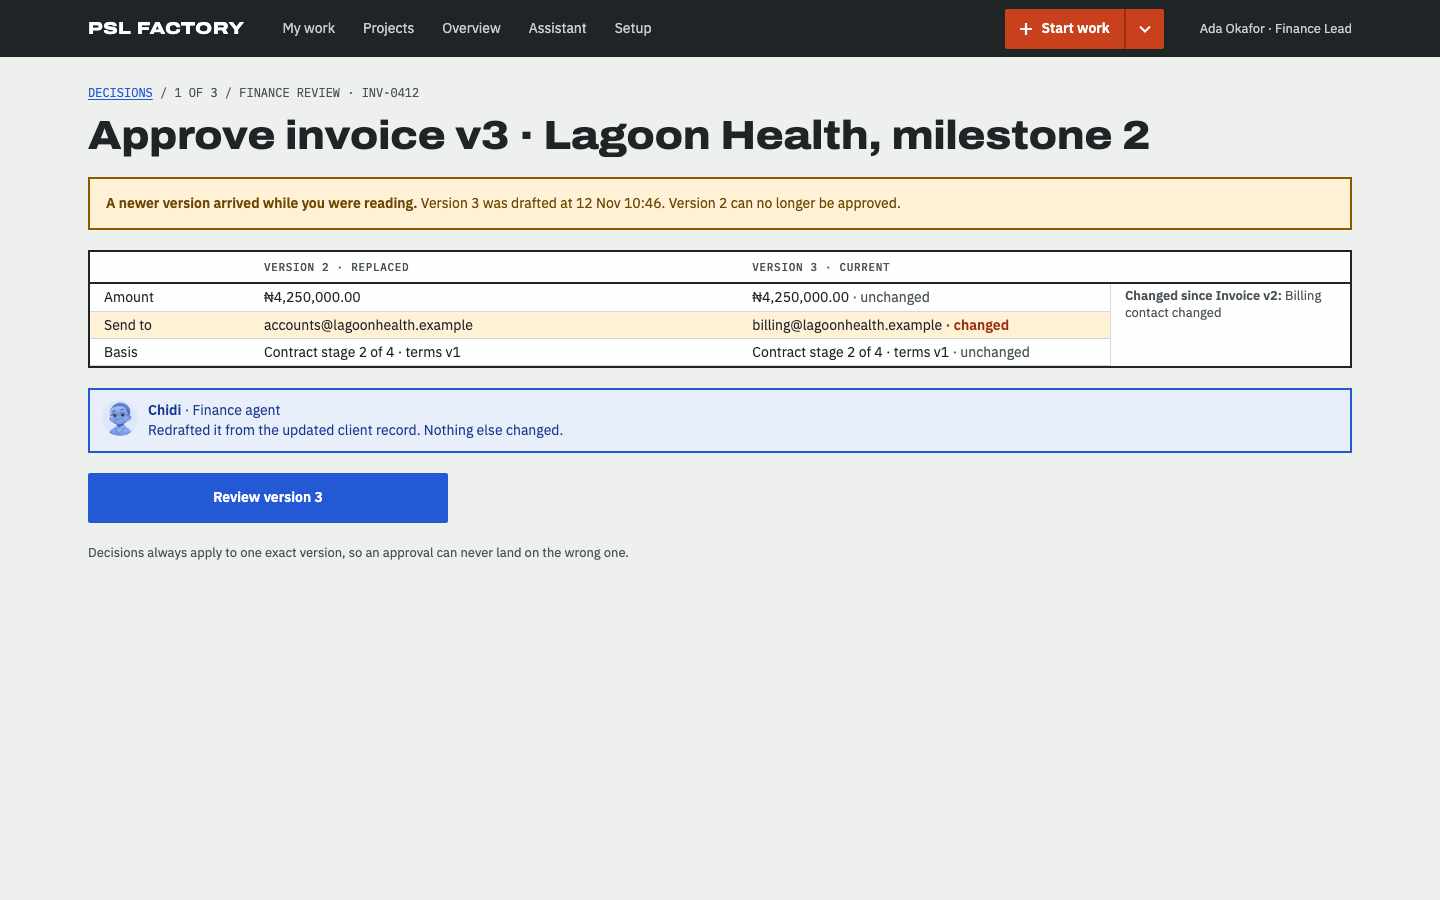 PSL FACTORY
My work
Projects
Overview
Assistant
Setup
Start work
Ada Okafor · Finance Lead
DECISIONS / 1 OF 3 / FINANCE REVIEW · INV-0412
Approve invoice v3 · Lagoon Health, milestone 2
A newer version arrived while you were reading. Version 3 was drafted at 12 Nov 10:46. Version 2 can no longer be approved.
VERSION 2 · REPLACED
VERSION 3 · CURRENT
Amount
₦4,250,000.00
₦4,250,000.00 · unchanged
Send to
accounts@lagoonhealth.example
billing@lagoonhealth.example · changed
Basis
Contract stage 2 of 4 · terms v1
Contract stage 2 of 4 · terms v1 · unchanged
Changed since Invoice v2: Billing
contact changed
Chidi · Finance agent
Redrafted it from the updated client record. Nothing else changed.
Review version 3
Decisions always apply to one exact version, so an approval can never land on the wrong one.